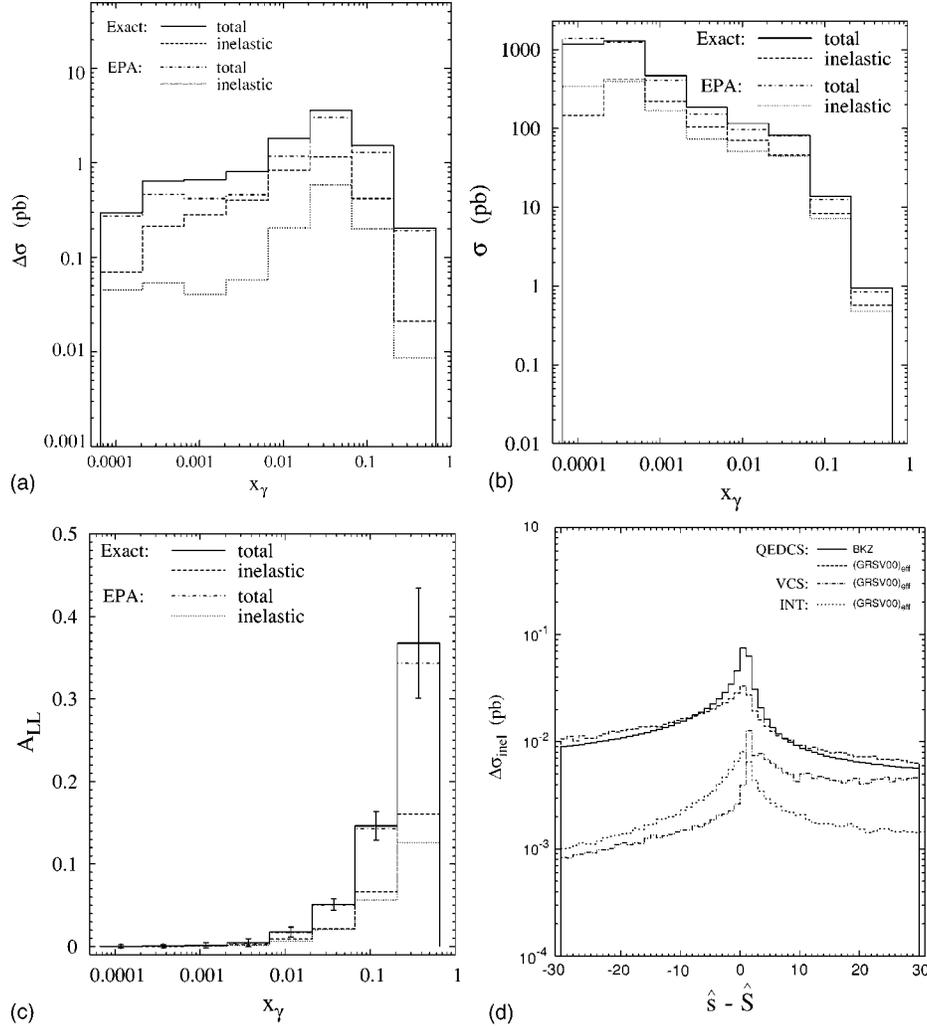 Exact: total
inelastic
EPA: total
inelastic
10
1
0.1
0.01
0.001
Δσ (pb)
0.0001 0.001 0.01 0.1 1
xγ
(a)
Exact: total
inelastic
EPA: total
inelastic
1000
100
10
1
0.1
0.01
σ (pb)
0.0001 0.01 0.1 1
xγ
(b)
0.5
0.4
0.3
0.2
0.1
0
Exact: total
inelastic
EPA: total
inelastic
A_LL
0.0001 0.001 0.01 0.1 1
xγ
(c)
10
10⁻¹
10⁻²
10⁻³
10⁻⁴
QEDCS: BKZ
(GRSV00)eff
VCS: (GRSV00)eff
INT: (GRSV00)eff
Δσinel (pb)
-30 -20 -10 0 10 20 30
ŝ - Ŝ
(d)